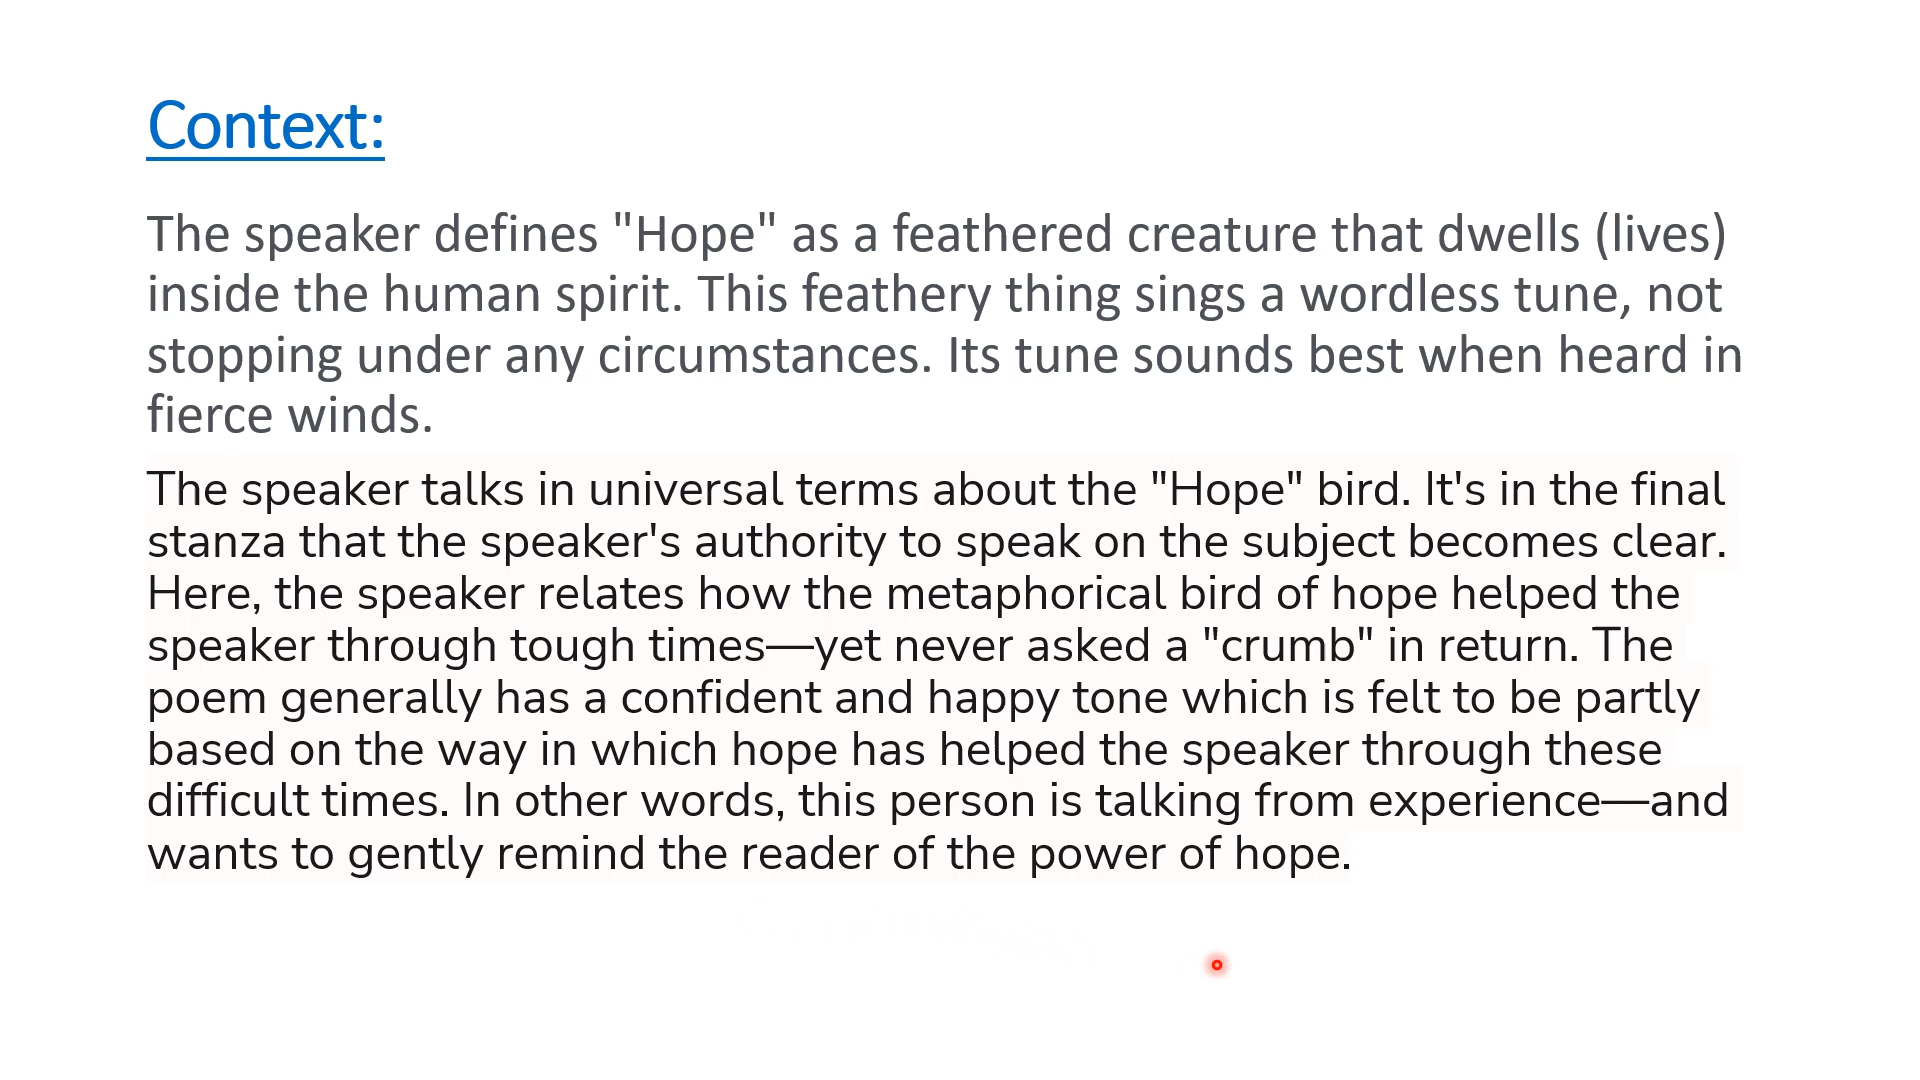 Context:
The speaker defines "Hope" as a feathered creature that dwells (lives)
inside the human spirit. This feathery thing sings a wordless tune, not
stopping under any circumstances. Its tune sounds best when heard in
fierce winds.
The speaker talks in universal terms about the "Hope" bird. It's in the final
stanza that the speaker's authority to speak on the subject becomes clear.
Here, the speaker relates how the metaphorical bird of hope helped the
speaker through tough times—yet never asked a "crumb" in return. The
poem generally has a confident and happy tone which is felt to be partly
based on the way in which hope has helped the speaker through these
difficult times. In other words, this person is talking from experience—and
wants to gently remind the reader of the power of hope.